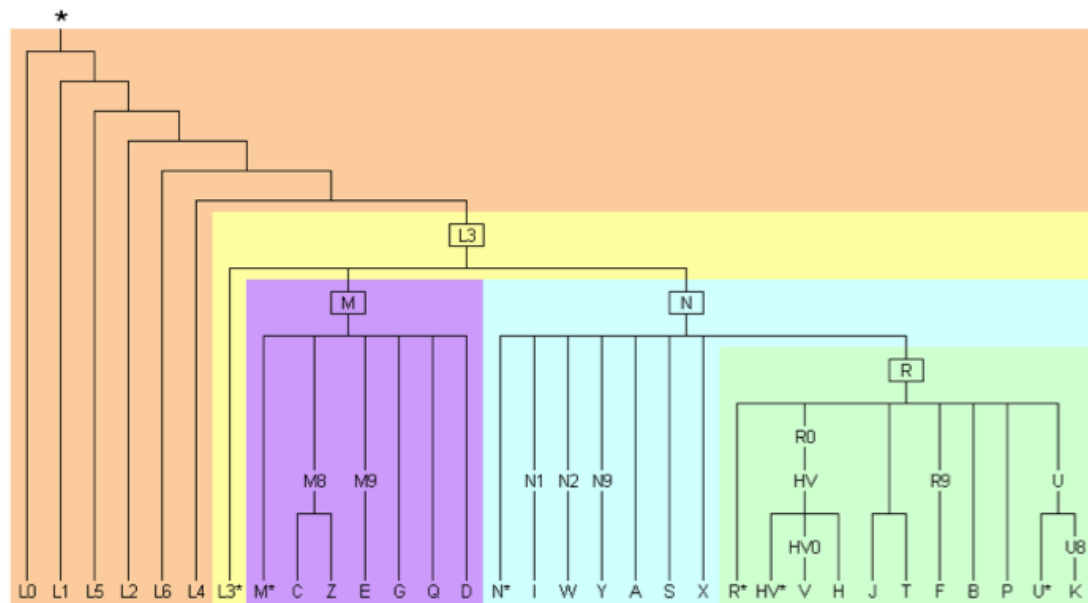 *
L3
M N
R
R0
M8 M9 N1 N2 N9 HV R9 U
HV0 U8
L0 L1 L5 L2 L6 L4 L3* M* C Z E G Q D N* I W Y A S X R* HV* V H J T F B P U* K